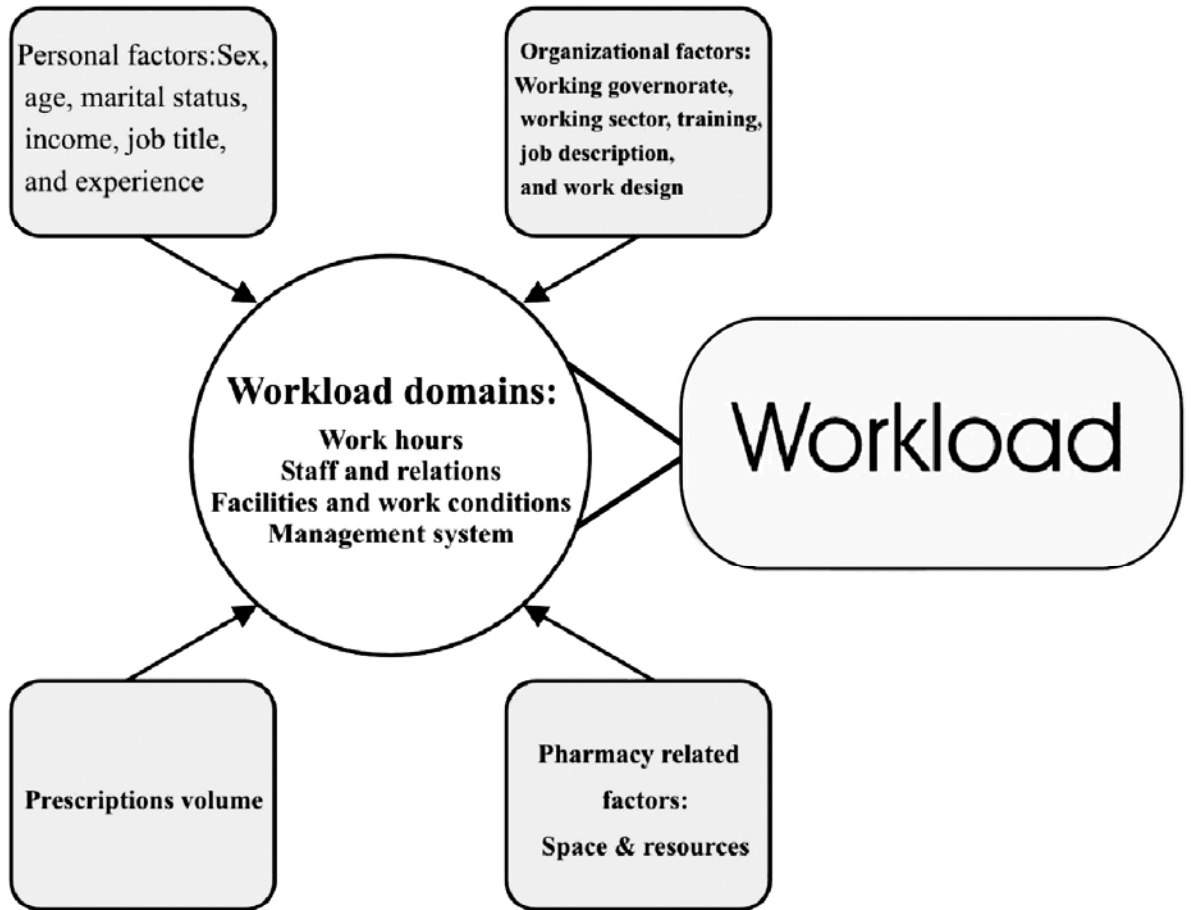 Personal factors:Sex,
age, marital status,
income, job title,
and experience
Organizational factors:
Working governorate,
working sector, training,
job description,
and work design
Workload domains:
Work hours
Staff and relations
Facilities and work conditions
Management system
Workload
Prescriptions volume
Pharmacy related
factors:
Space & resources